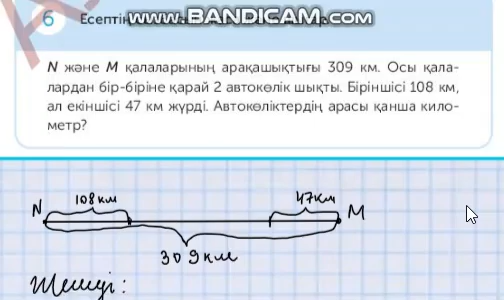 6 Есептің
www.BANDICAM.com
N және M қалаларының арақашықтығы 309 км. Осы қала-
лардан бір-біріне қарай 2 автокөлік шықты. Біріншісі 108 км,
ал екіншісі 47 км жүрді. Автокөліктердің арасы қанша кило-
метр?
108км 47км
N M
309км
Шешуі: